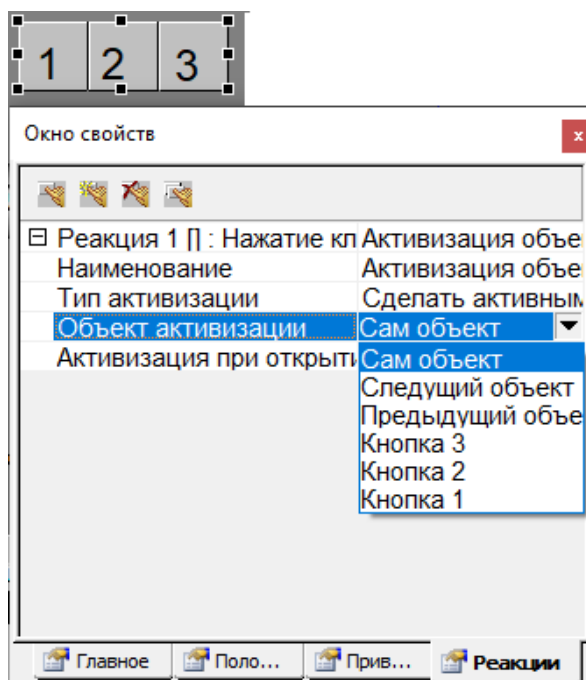 1 2 3
Окно свойств
x
Реакция 1 [] : Нажатие кл Активизация объе
Наименование Активизация объе
Тип активизации Сделать активным
Объект активизации Сам объект
Активизация при открыти Сам объект
Следущий объект
Предыдущий объе
Кнопка 3
Кнопка 2
Кнопка 1
Главное Поло... Прив... Реакции